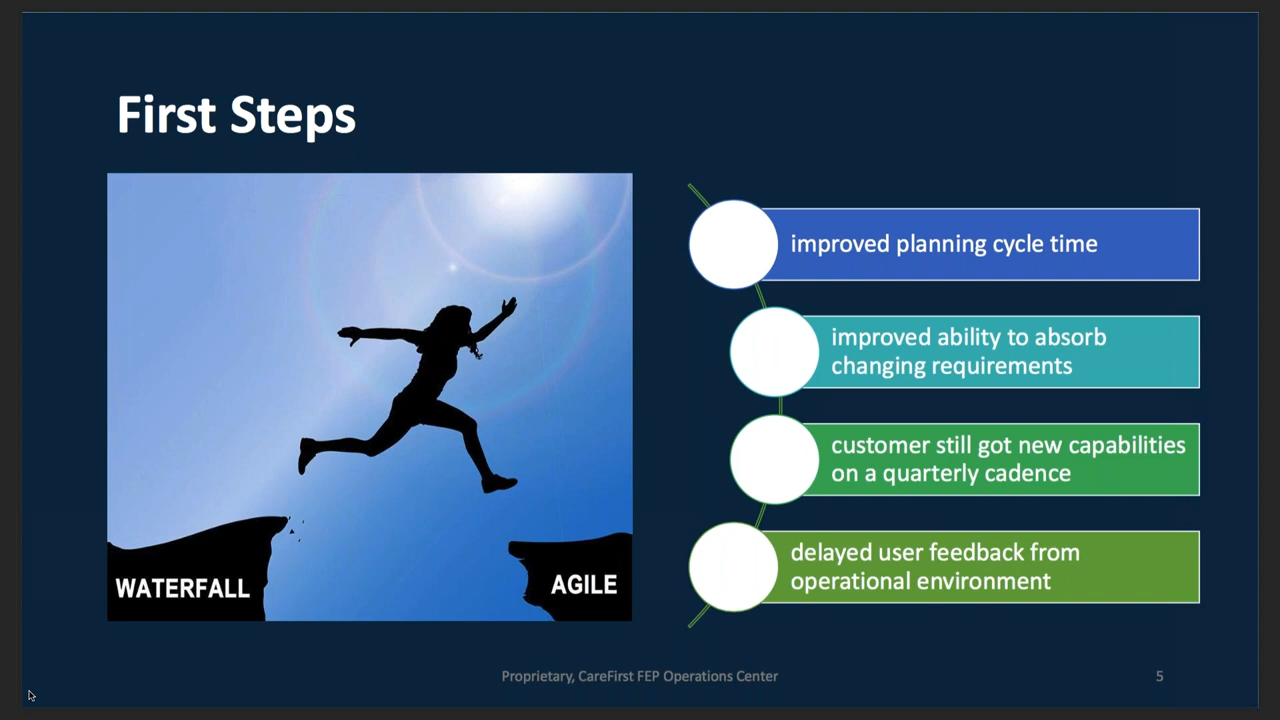 First Steps
WATERFALL
AGILE
improved planning cycle time
improved ability to absorb
changing requirements
customer still got new capabilities
on a quarterly cadence
delayed user feedback from
operational environment
Proprietary, CareFirst FEP Operations Center
5